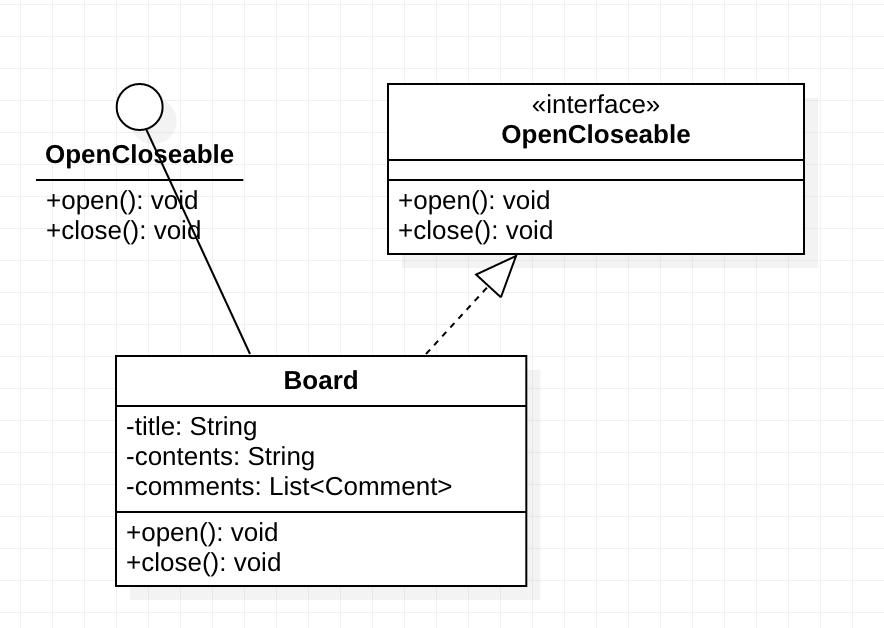 OpenCloseable
+open(): void
+close(): void
«interface»
OpenCloseable
+open(): void
+close(): void
Board
-title: String
-contents: String
-comments: List<Comment>
+open(): void
+close(): void